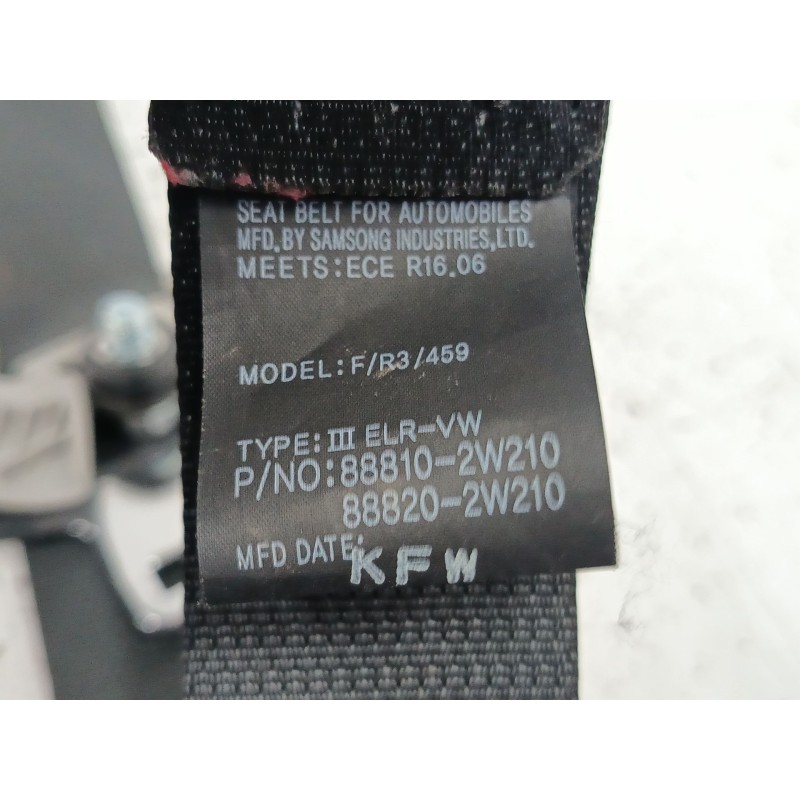 SEAT BELT FOR AUTOMOBILES
MFD. BY SAMSONG INDUSTRIES, LTD.
MEETS: ECE R16.06
MODEL: F/R3/459
TYPE: III ELR-VW
P/NO: 88810-2W210
88820-2W210
MFD DATE: KFW